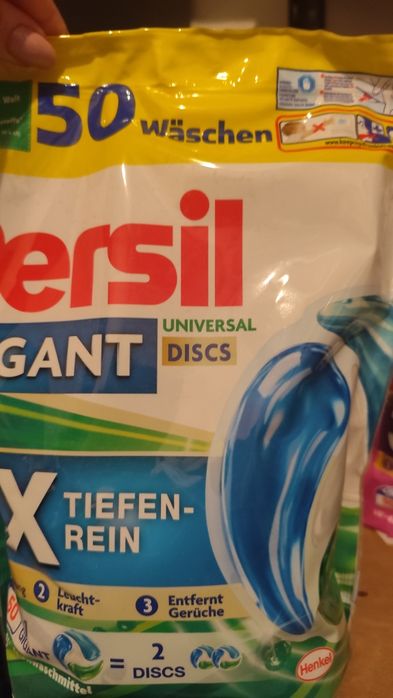 50 Wäschen
ersil
GANT
UNIVERSAL
DISCS
X TIEFEN-
REIN
2 Leucht-
kraft
3 Entfernt
Gerüche
= 2
DISCS
Henkel